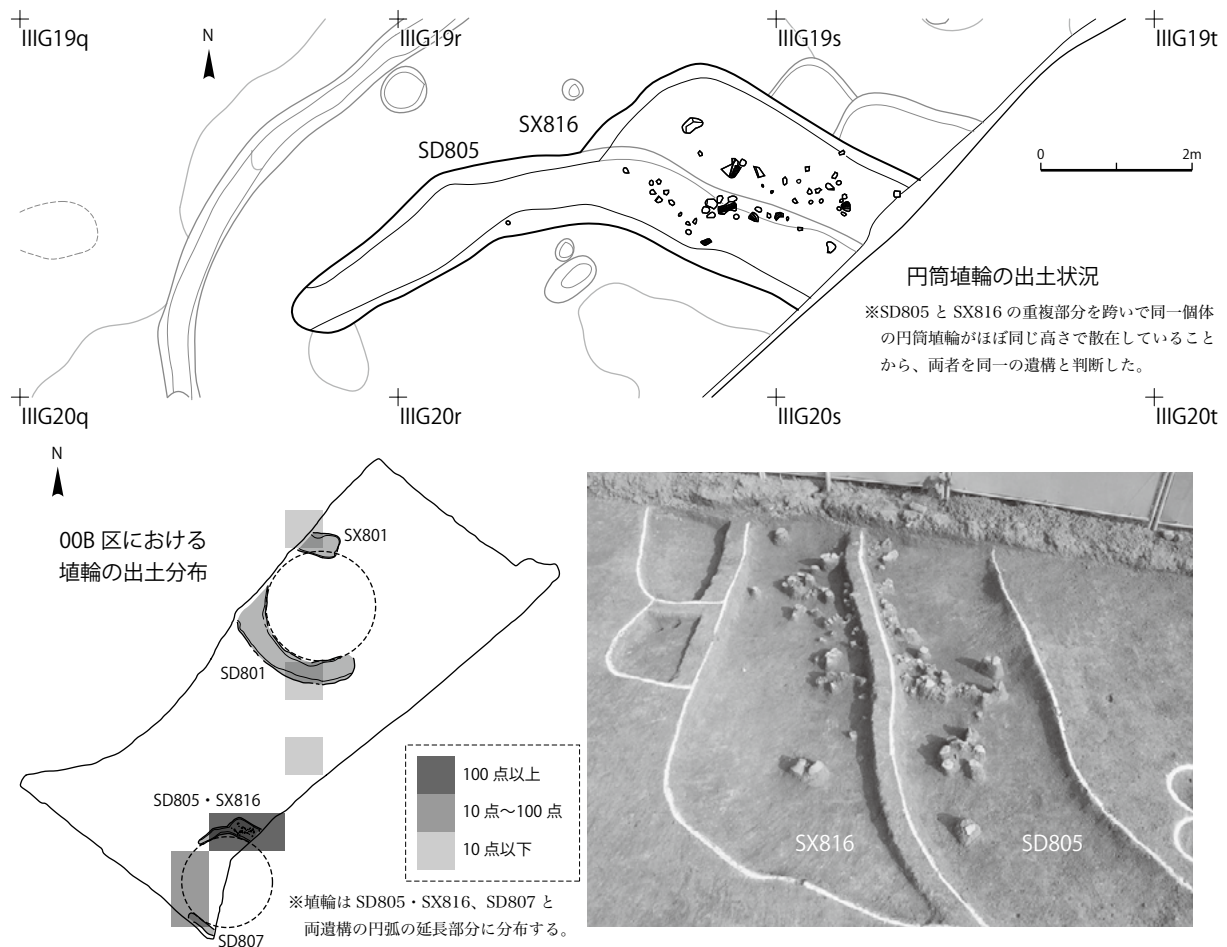 IIIG19q
IIIG19r
IIIG19s
IIIG19t
N
SX816
SD805
0
2m
円筒埴輪の出土状況
※SD805 と SX816 の重複部分を跨いで同一個体
の円筒埴輪がほぼ同じ高さで散在していること
から、両者を同一の遺構と判断した。
IIIG20q
IIIG20r
IIIG20s
IIIG20t
N
00B 区における
埴輪の出土分布
SX801
SD801
SD805・SX816
SD807
100 点以上
10 点〜100 点
10 点以下
※埴輪は SD805・SX816、SD807 と
両遺構の円弧の延長部分に分布する。
SX816
SD805